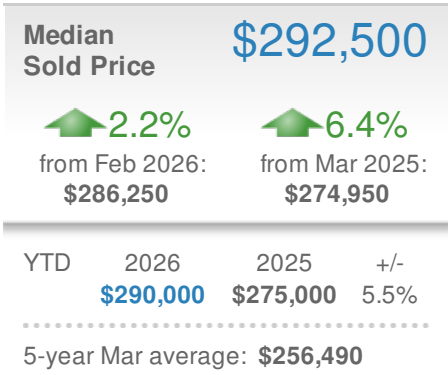 Median
Sold Price
$292,500
2.2%
from Feb 2026:
$286,250
6.4%
from Mar 2025:
$274,950
YTD 2026 2025 +/-
$290,000 $275,000 5.5%
5-year Mar average: $256,490